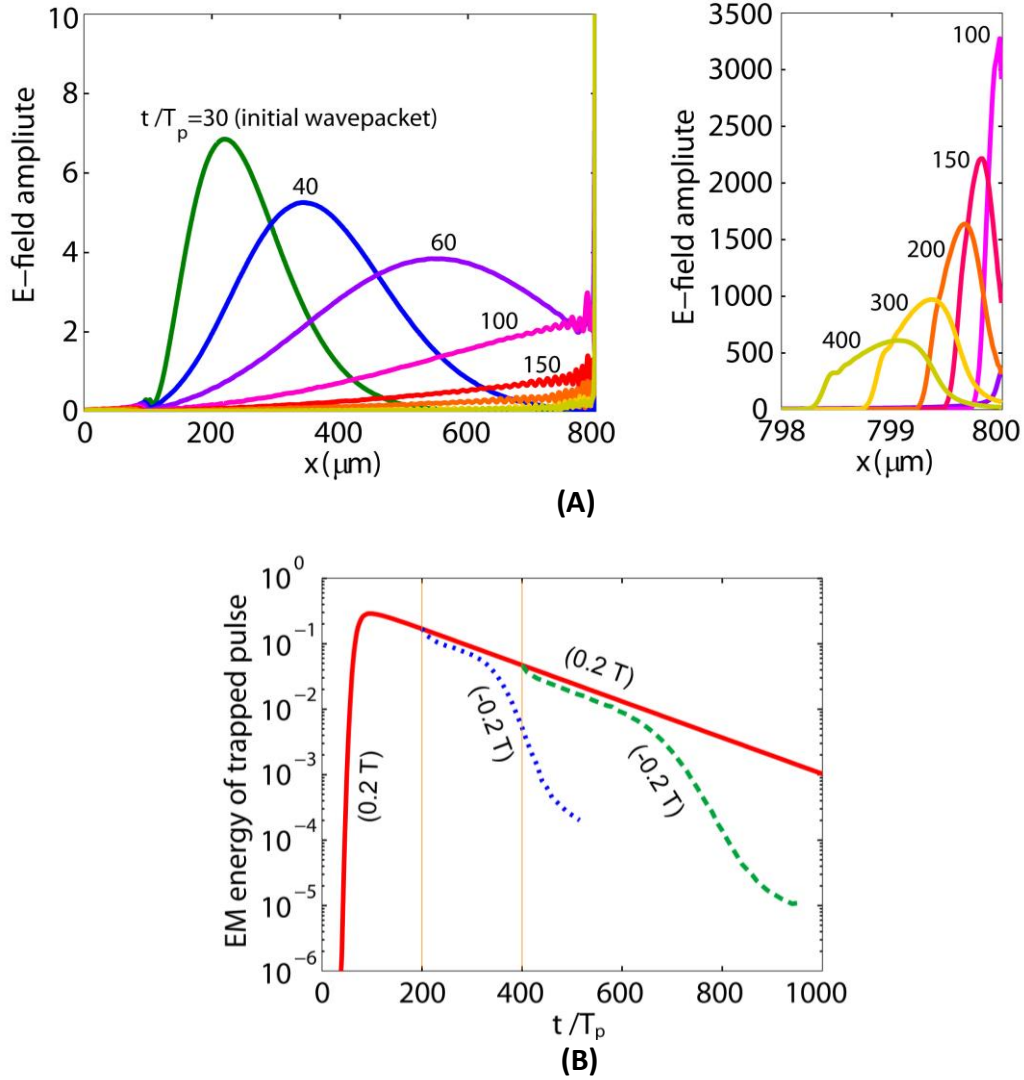 10
8
6
4
2
0
E-field ampliute
t/Tp=30 (initial wavepacket)
40
60
100
150
0 200 400 600 800
x(μm)
3500
3000
2500
2000
1500
1000
500
0
E-field ampliute
100
150
200
300
400
798 799 800
x(μm)
(A)
10^0
10^-1
10^-2
10^-3
10^-4
10^-5
10^-6
EM energy of trapped pulse
(0.2 T)
(0.2 T)
(-0.2 T)
(-0.2 T)
0 200 400 600 800 1000
t/Tp
(B)